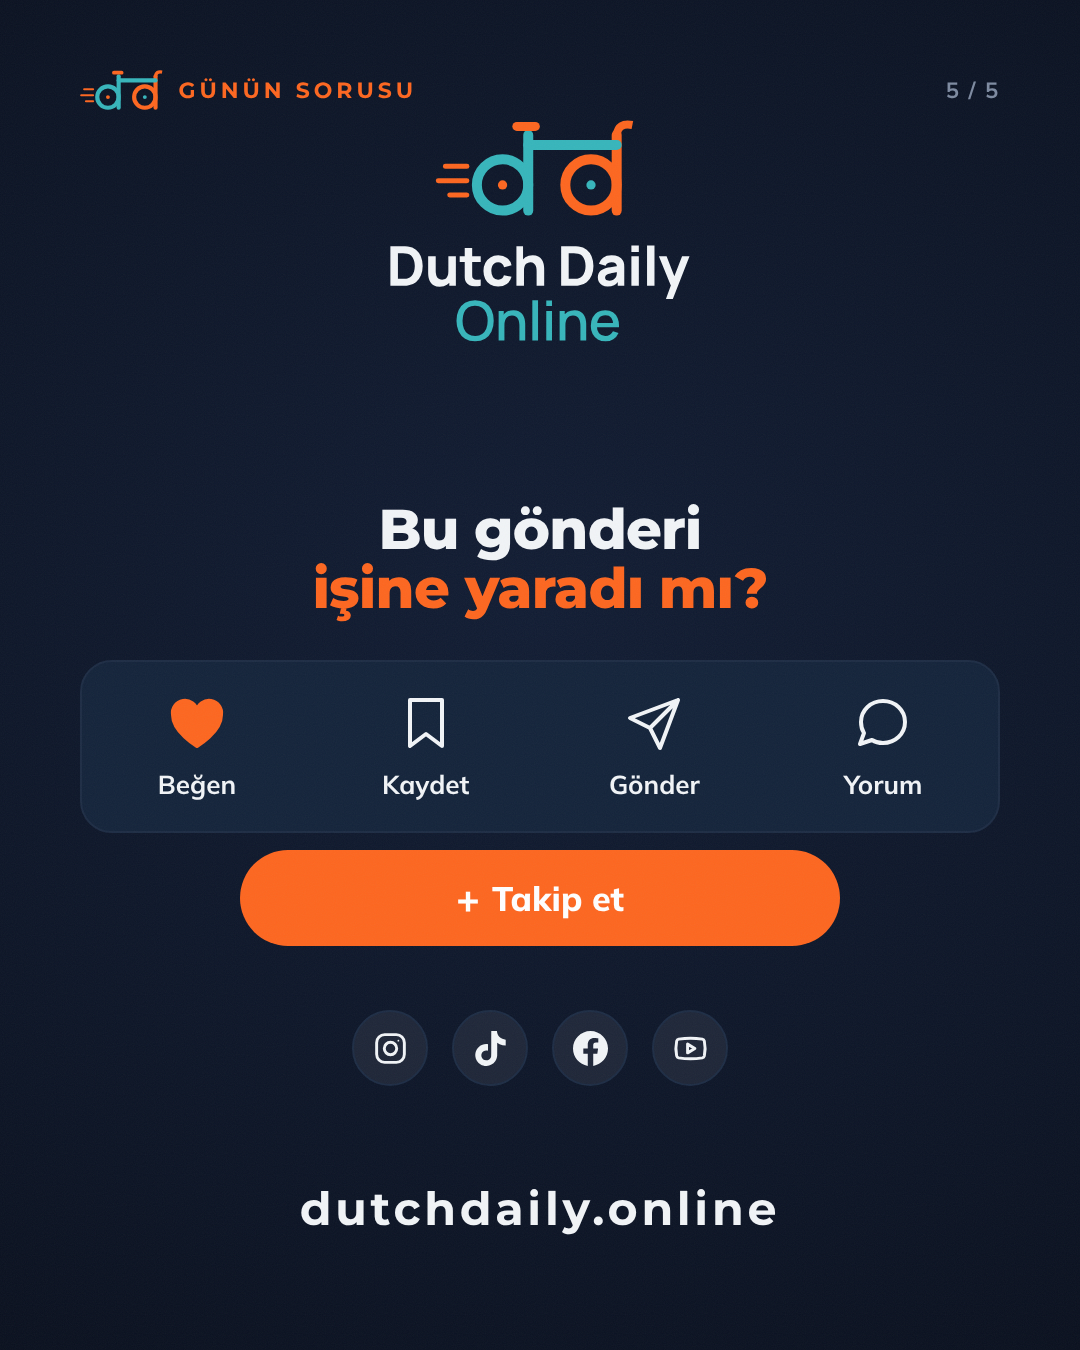 GÜNÜN SORUSU
5 / 5
Dutch Daily
Online
Bu gönderi
işine yaradı mı?
Beğen
Kaydet
Gönder
Yorum
+ Takip et
dutchdaily.online